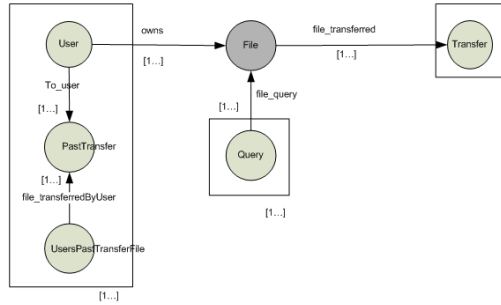 owns
file_transferred
User
File
Transfer
[1...]
[1...]
To_user
[1...]
file_query
[1...]
PastTransfer
Query
[1...]
file_transferredByUser
[1...]
UsersPastTransferFile
[1...]